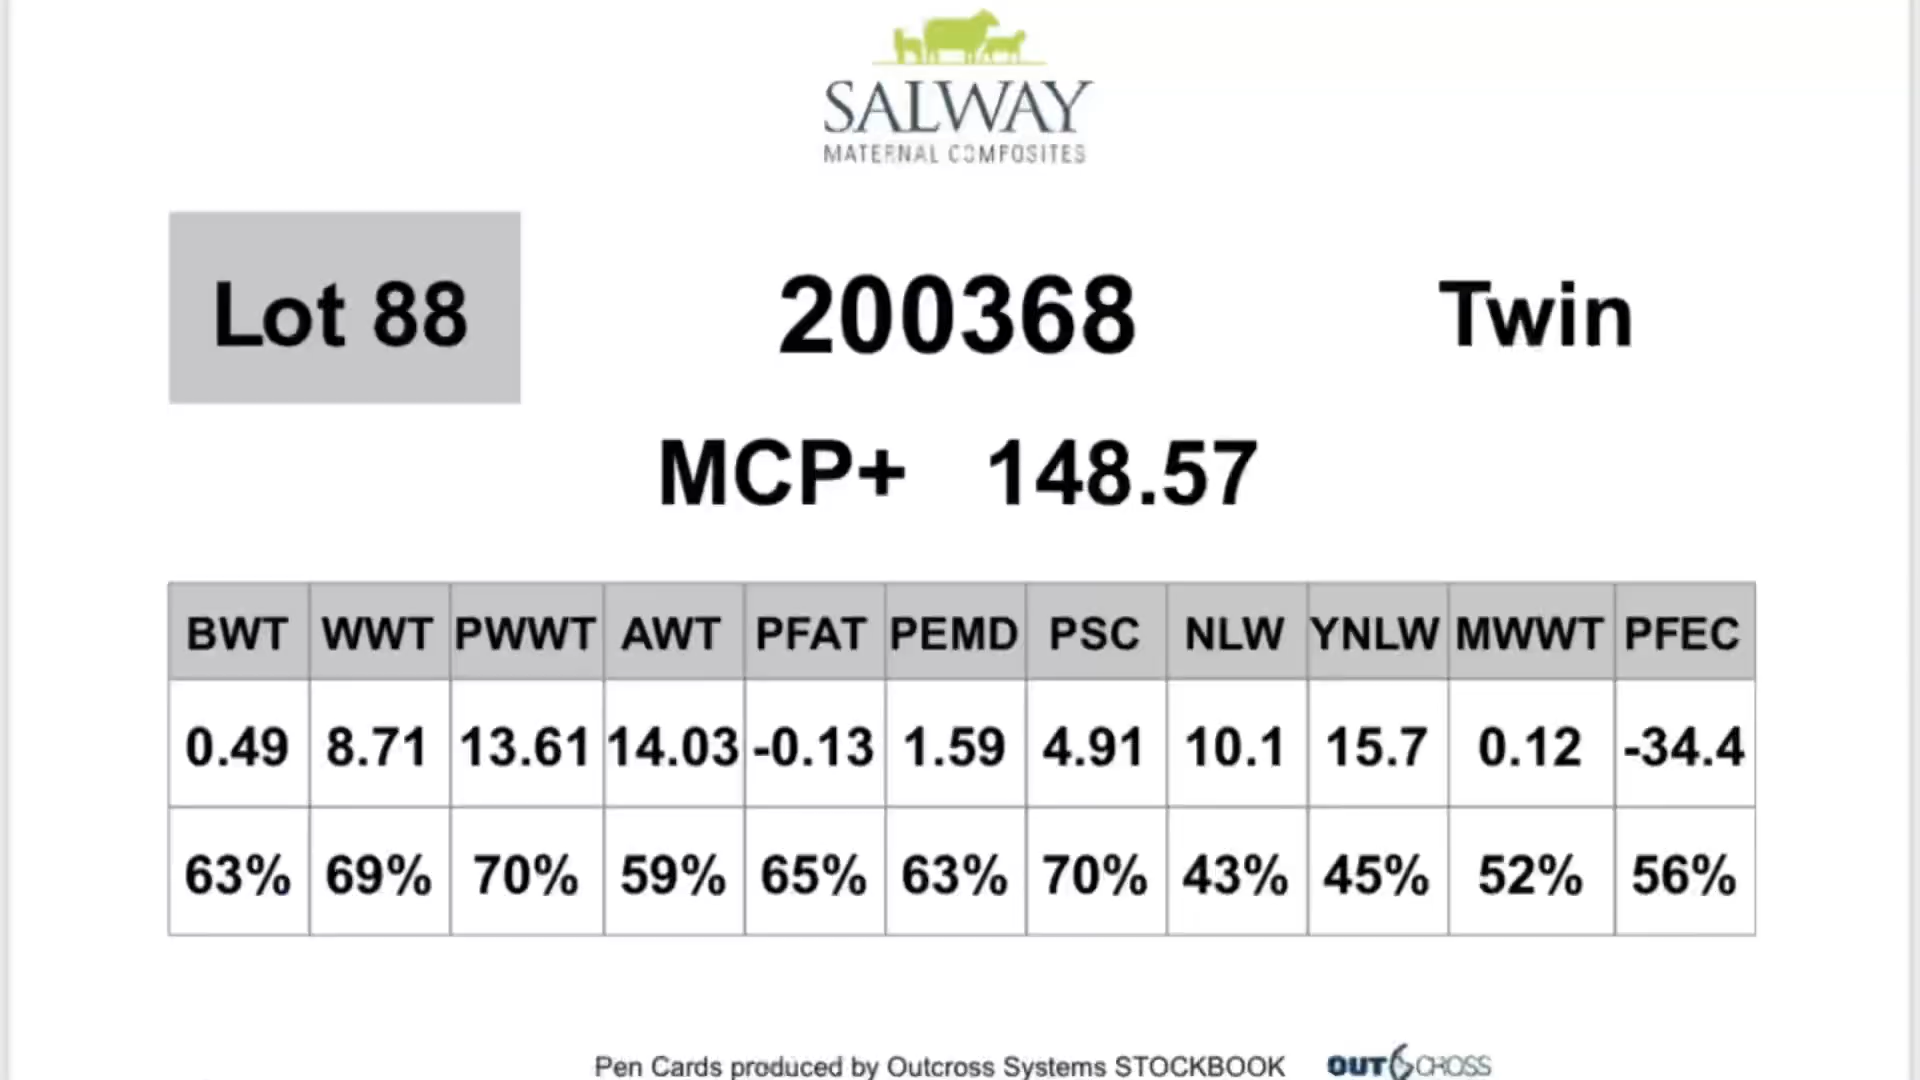 SALWAY
MATERNAL COMPOSITES
Lot 88 200368 Twin
MCP+ 148.57
BWT WWT PWWT AWT PFAT PEMD PSC NLW YNLW MWWT PFEC
0.49 8.71 13.61 14.03 -0.13 1.59 4.91 10.1 15.7 0.12 -34.4
63% 69% 70% 59% 65% 63% 70% 43% 45% 52% 56%
Pen Cards produced by Outcross Systems STOCKBOOK OUTCROSS